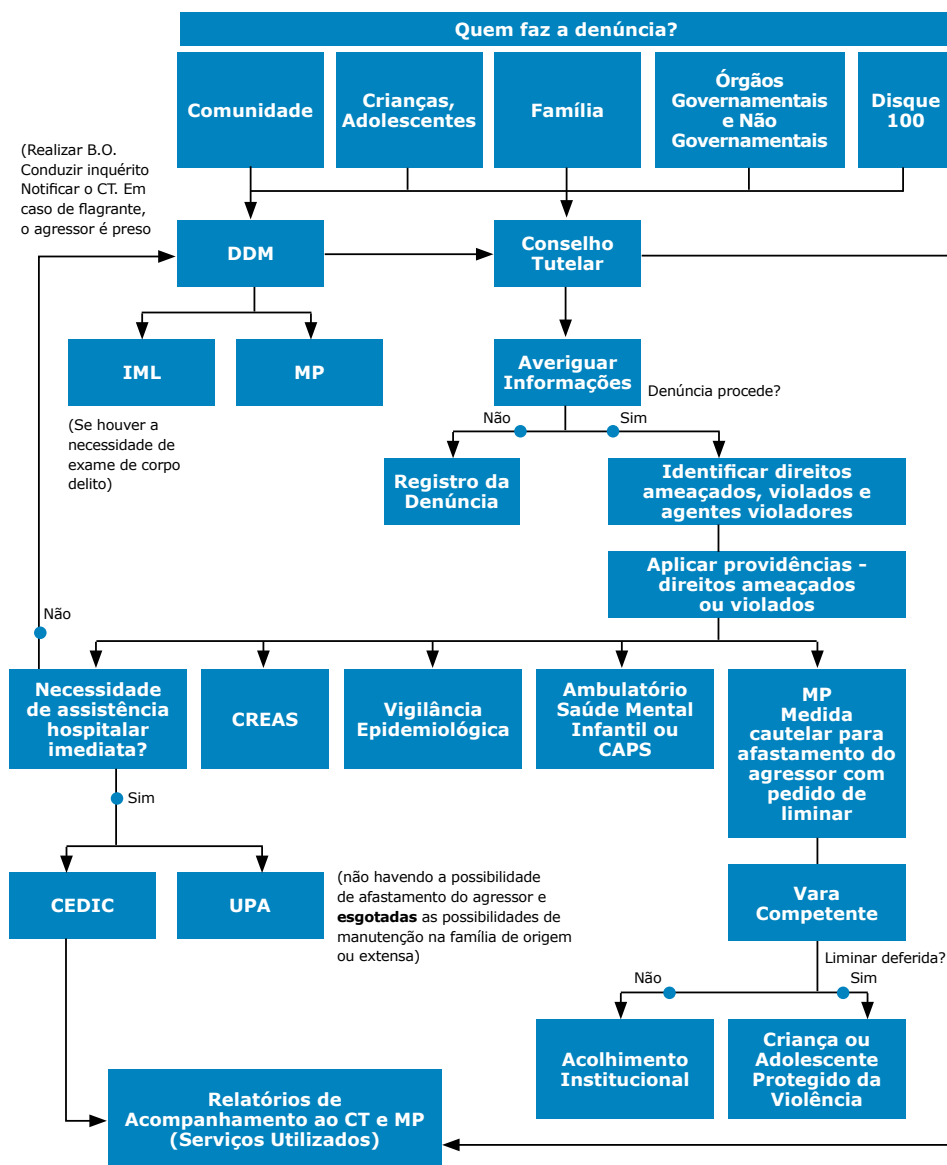 Quem faz a denúncia?
Comunidade
Crianças,
Adolescentes
Família
Órgãos
Governamentais
e Não
Governamentais
Disque
100
(Realizar B.O.
Conduzir inquérito
Notificar o CT. Em
caso de flagrante,
o agressor é preso
DDM
Conselho
Tutelar
IML
MP
Averiguar
Informações
Denúncia procede?
(Se houver a
necessidade de
exame de corpo
delito)
Não
Sim
Registro da
Denúncia
Identificar direitos
ameaçados, violados e
agentes violadores
Aplicar providências -
direitos ameaçados
ou violados
Não
Necessidade
de assistência
hospitalar
imediata?
CREAS
Vigilância
Epidemiológica
Ambulatório
Saúde Mental
Infantil ou
CAPS
MP
Medida
cautelar para
afastamento do
agressor com
pedido de
liminar
Sim
CEDIC
UPA
(não havendo a possibilidade
de afastamento do agressor e
esgotadas as possibilidades de
manutenção na família de origem
ou extensa)
Vara
Competente
Liminar deferida?
Não
Sim
Acolhimento
Institucional
Criança ou
Adolescente
Protegido da
Violência
Relatórios de
Acompanhamento ao CT e MP
(Serviços Utilizados)